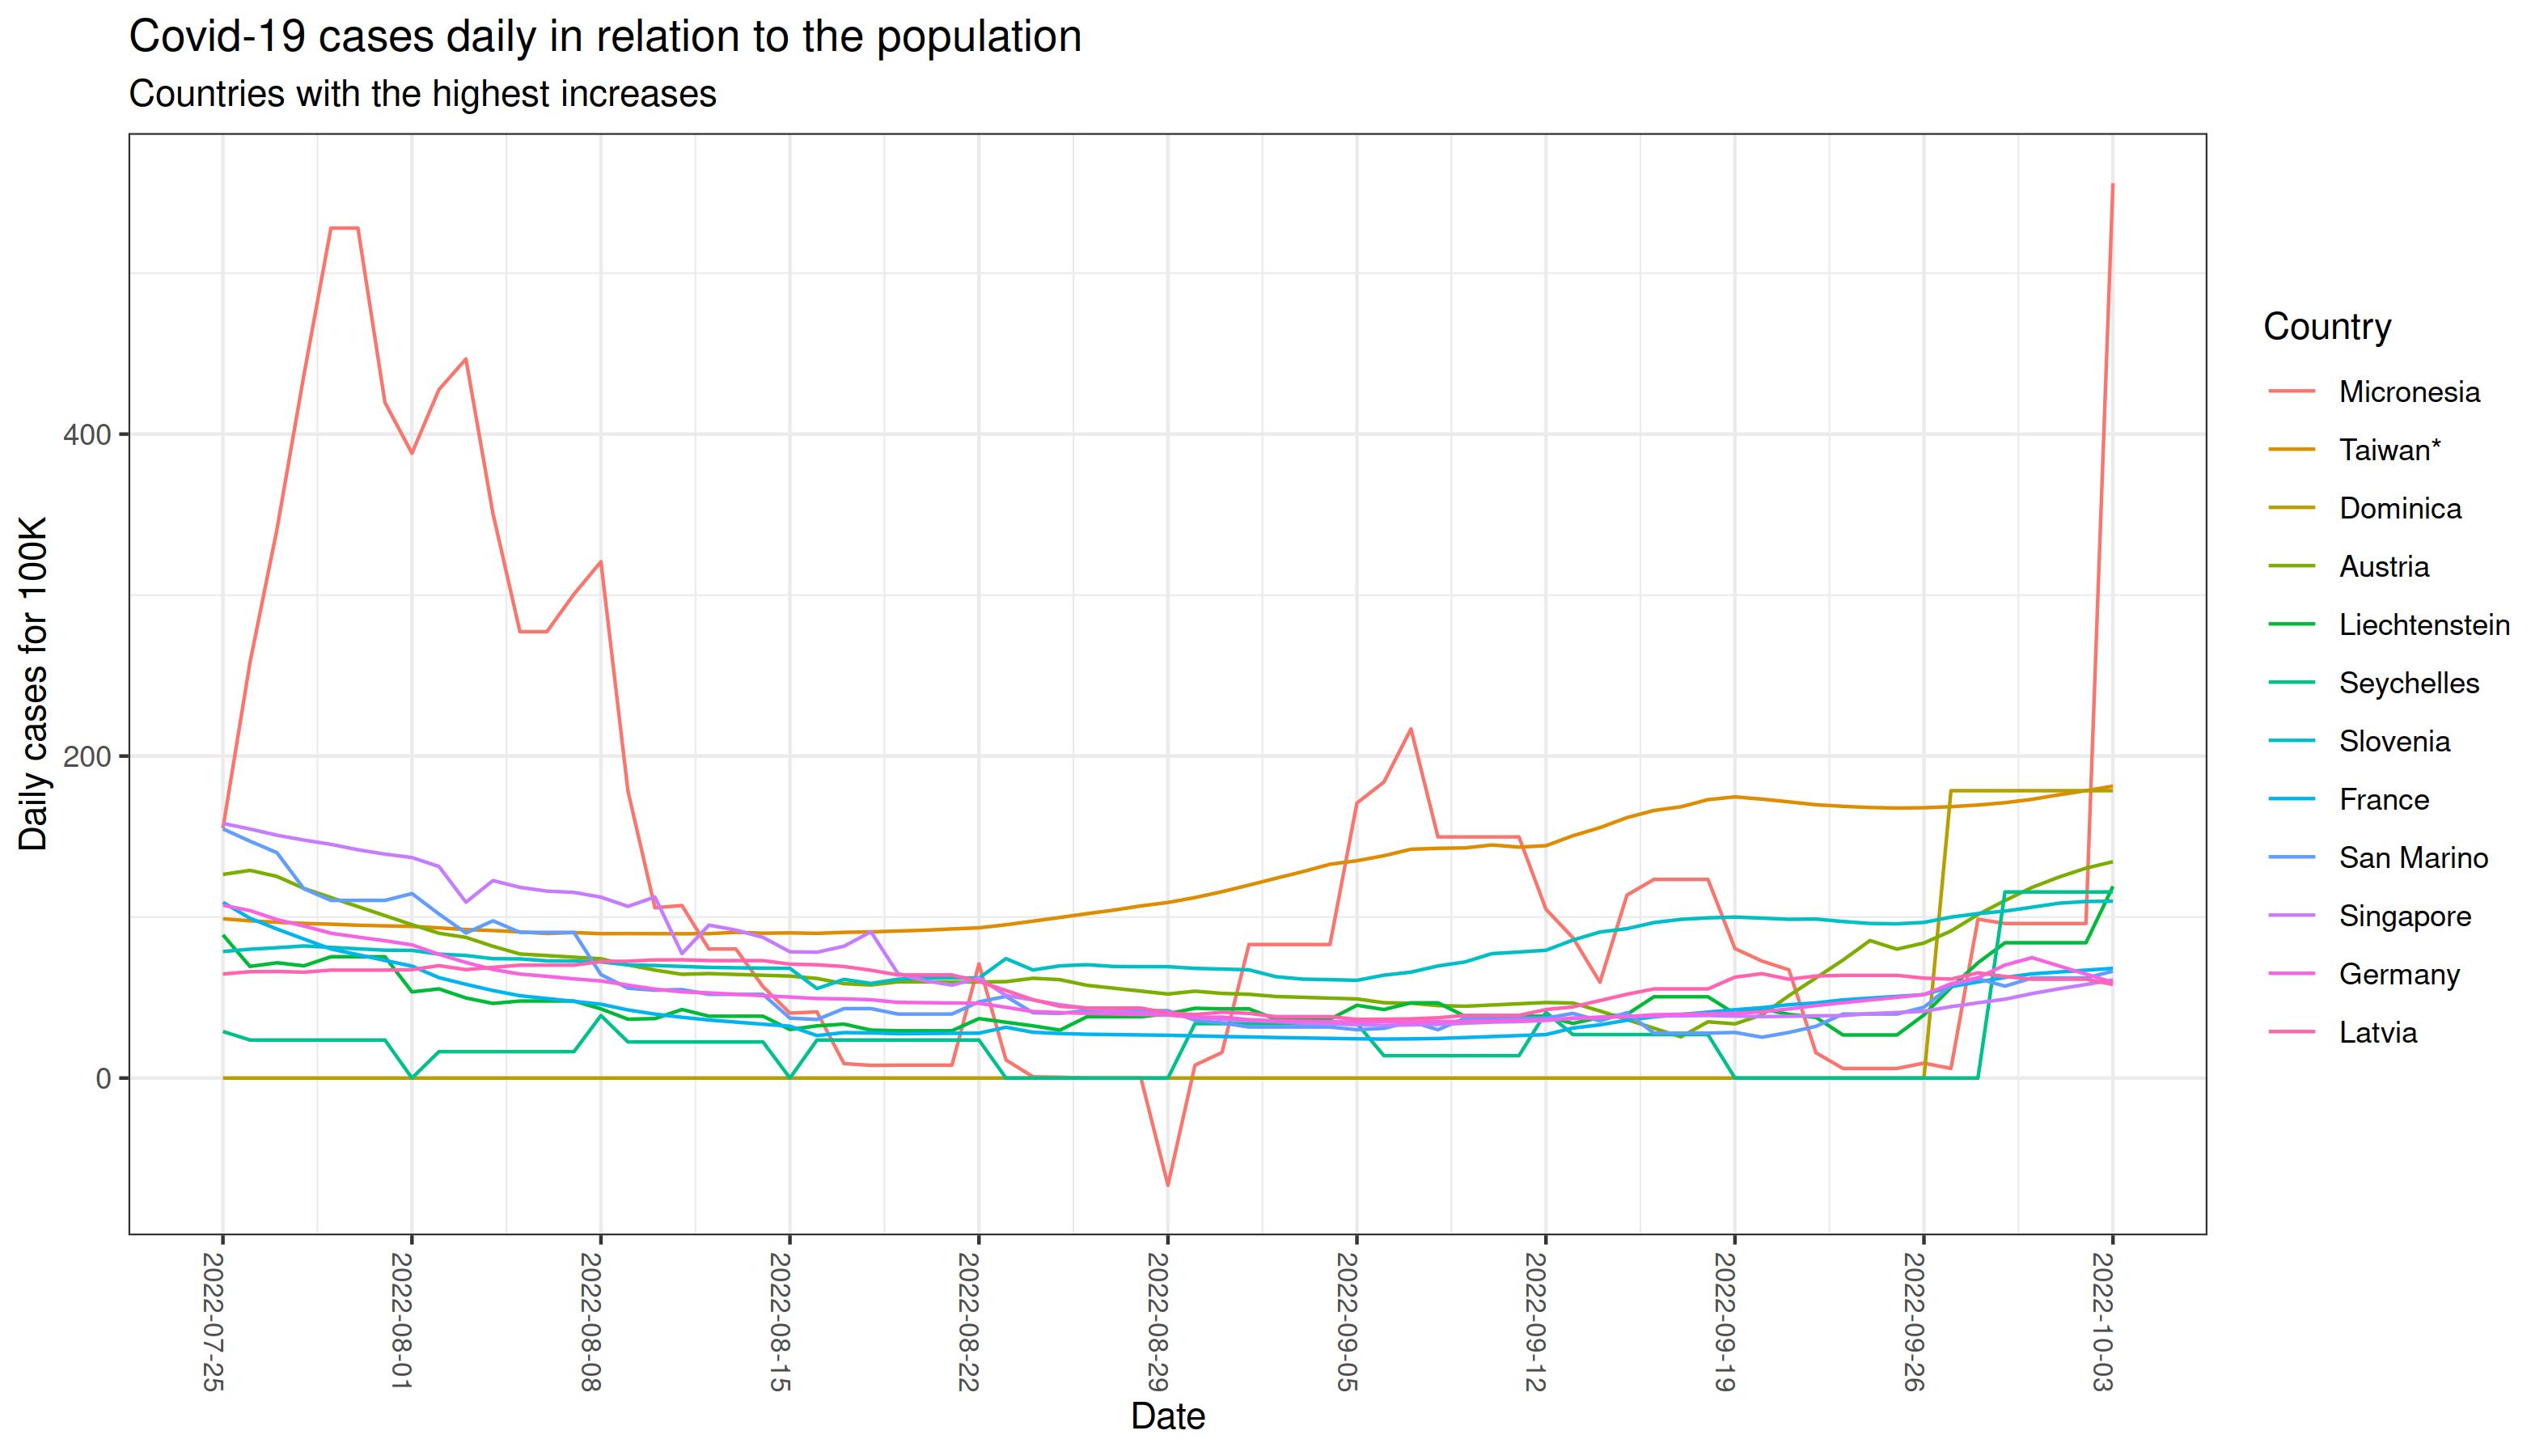 Covid-19 cases daily in relation to the population
Countries with the highest increases
Daily cases for 100K
400
200
0
2022-07-25
2022-08-01
2022-08-08
2022-08-15
2022-08-22
2022-08-29
2022-09-05
2022-09-12
2022-09-19
2022-09-26
2022-10-03
Date
Country
Micronesia
Taiwan*
Dominica
Austria
Liechtenstein
Seychelles
Slovenia
France
San Marino
Singapore
Germany
Latvia